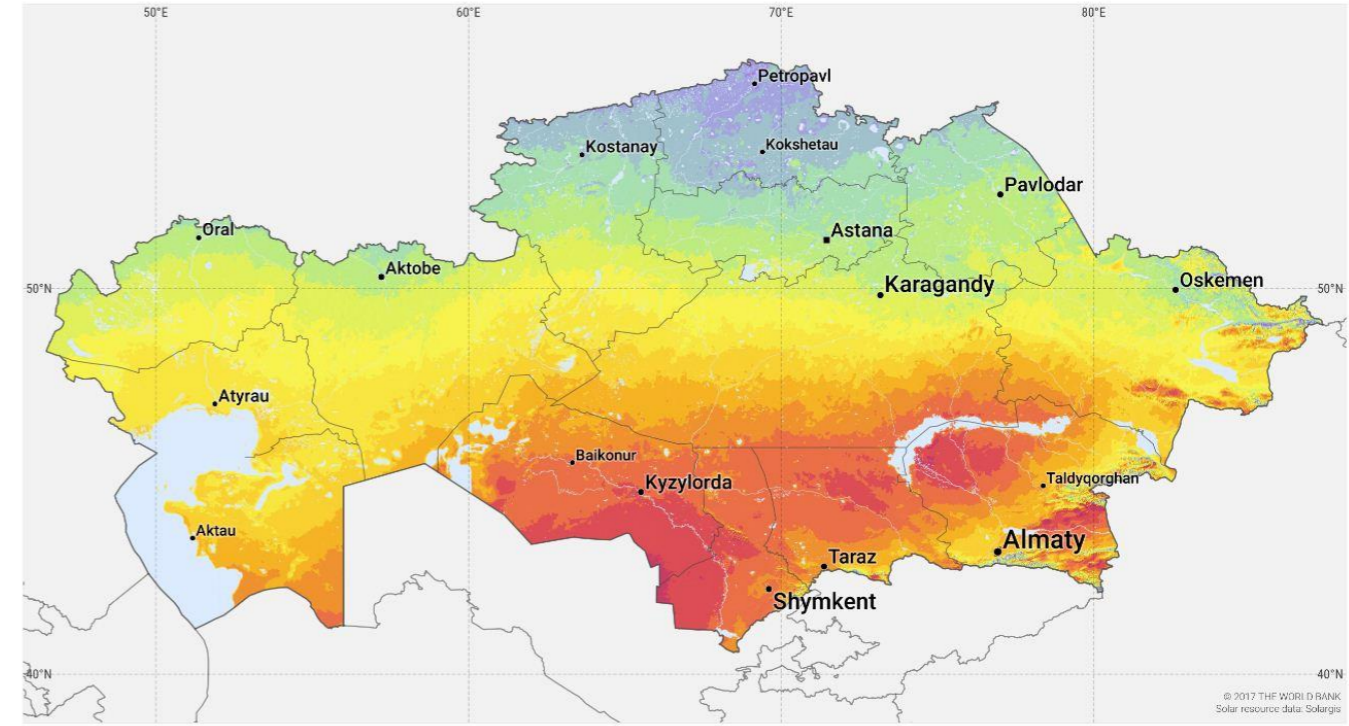 50°E 60°E 70°E 80°E
Petropavl
Kostanay
Kokshetau
Pavlodar
Oral
Astana
Aktobe
Karagandy
Oskemen
50°N 50°N
Atyrau
Baikonur
Kyzylorda
Taldyqorghan
Aktau
Almaty
Taraz
Shymkent
40°N 40°N
© 2017 THE WORLD BANK
Solar resource data: Solargis